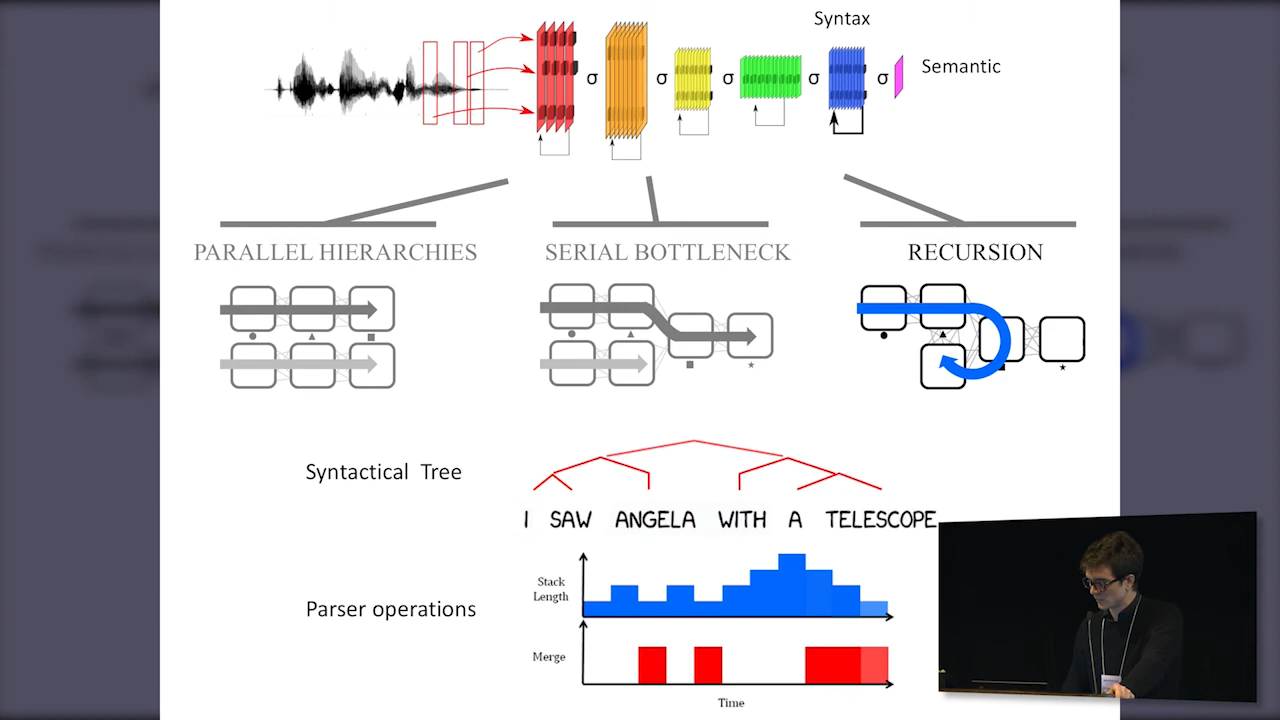 Syntax
σ σ σ σ σ
Semantic
PARALLEL HIERARCHIES
SERIAL BOTTLENECK
RECURSION
Syntactical Tree
I SAW ANGELA WITH A TELESCOPE
Stack
Length
Parser operations
Merge
Time